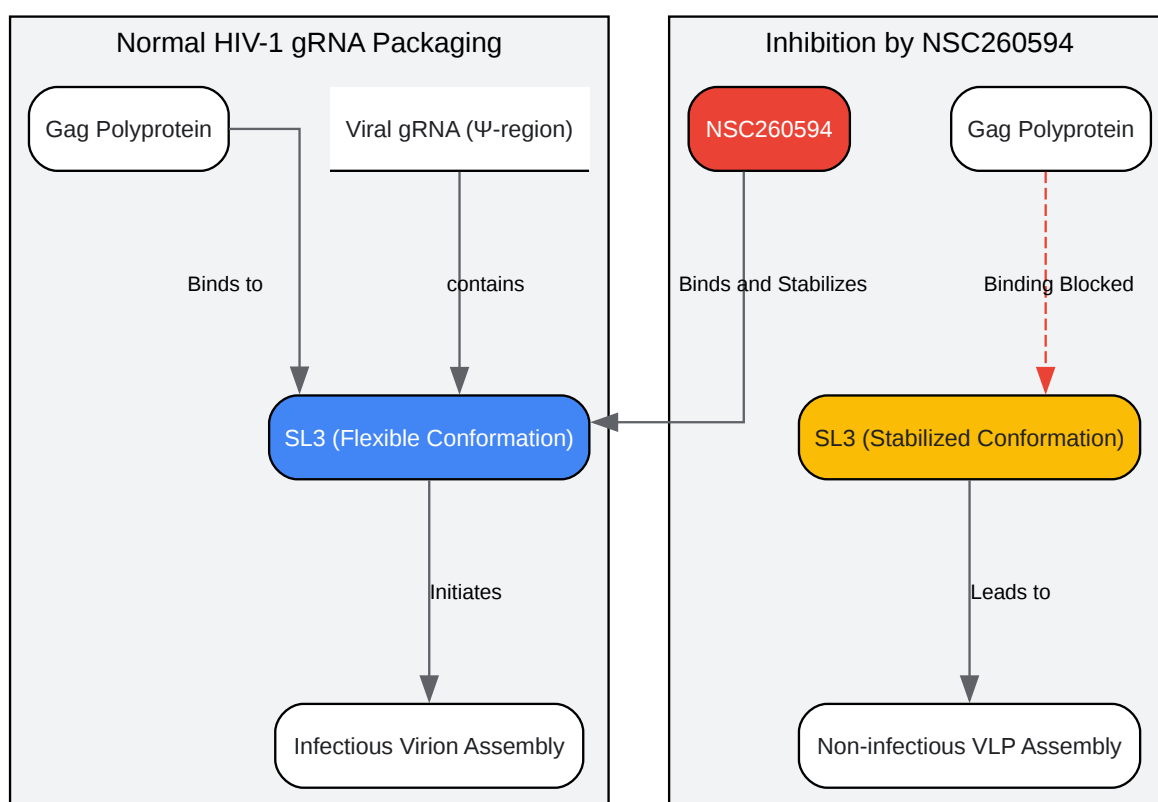 Normal HIV-1 gRNA Packaging
Gag Polyprotein
Viral gRNA (Ψ-region)
Binds to
contains
SL3 (Flexible Conformation)
Initiates
Infectious Virion Assembly
Inhibition by NSC260594
NSC260594
Gag Polyprotein
Binds and Stabilizes
Binding Blocked
SL3 (Stabilized Conformation)
Leads to
Non-infectious VLP Assembly